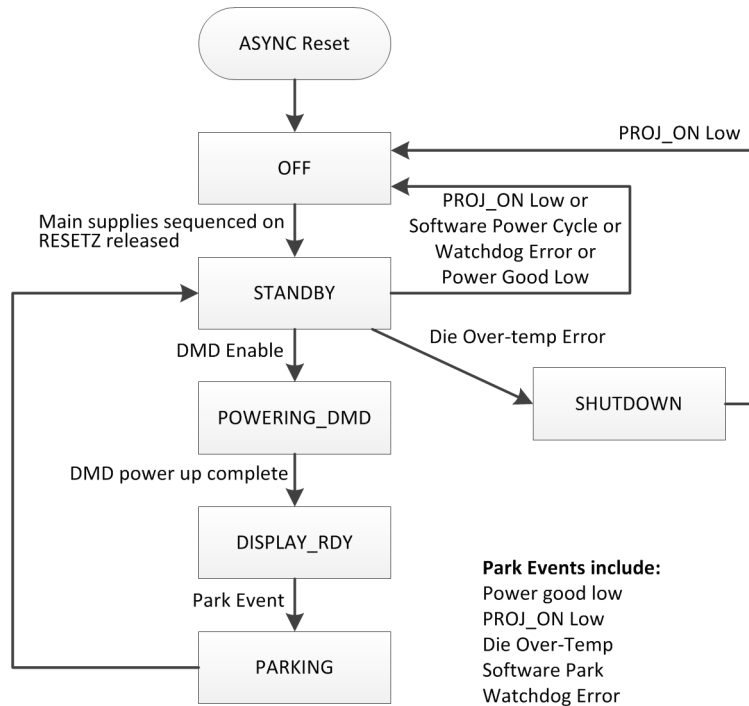 ASYNC Reset
PROJ_ON Low
OFF
Main supplies sequenced on
RESETZ released
PROJ_ON Low or
Software Power Cycle or
Watchdog Error or
Power Good Low
STANDBY
DMD Enable
Die Over-temp Error
POWERING_DMD
SHUTDOWN
DMD power up complete
DISPLAY_RDY
Park Event
PARKING
Park Events include:
Power good low
PROJ_ON Low
Die Over-Temp
Software Park
Watchdog Error